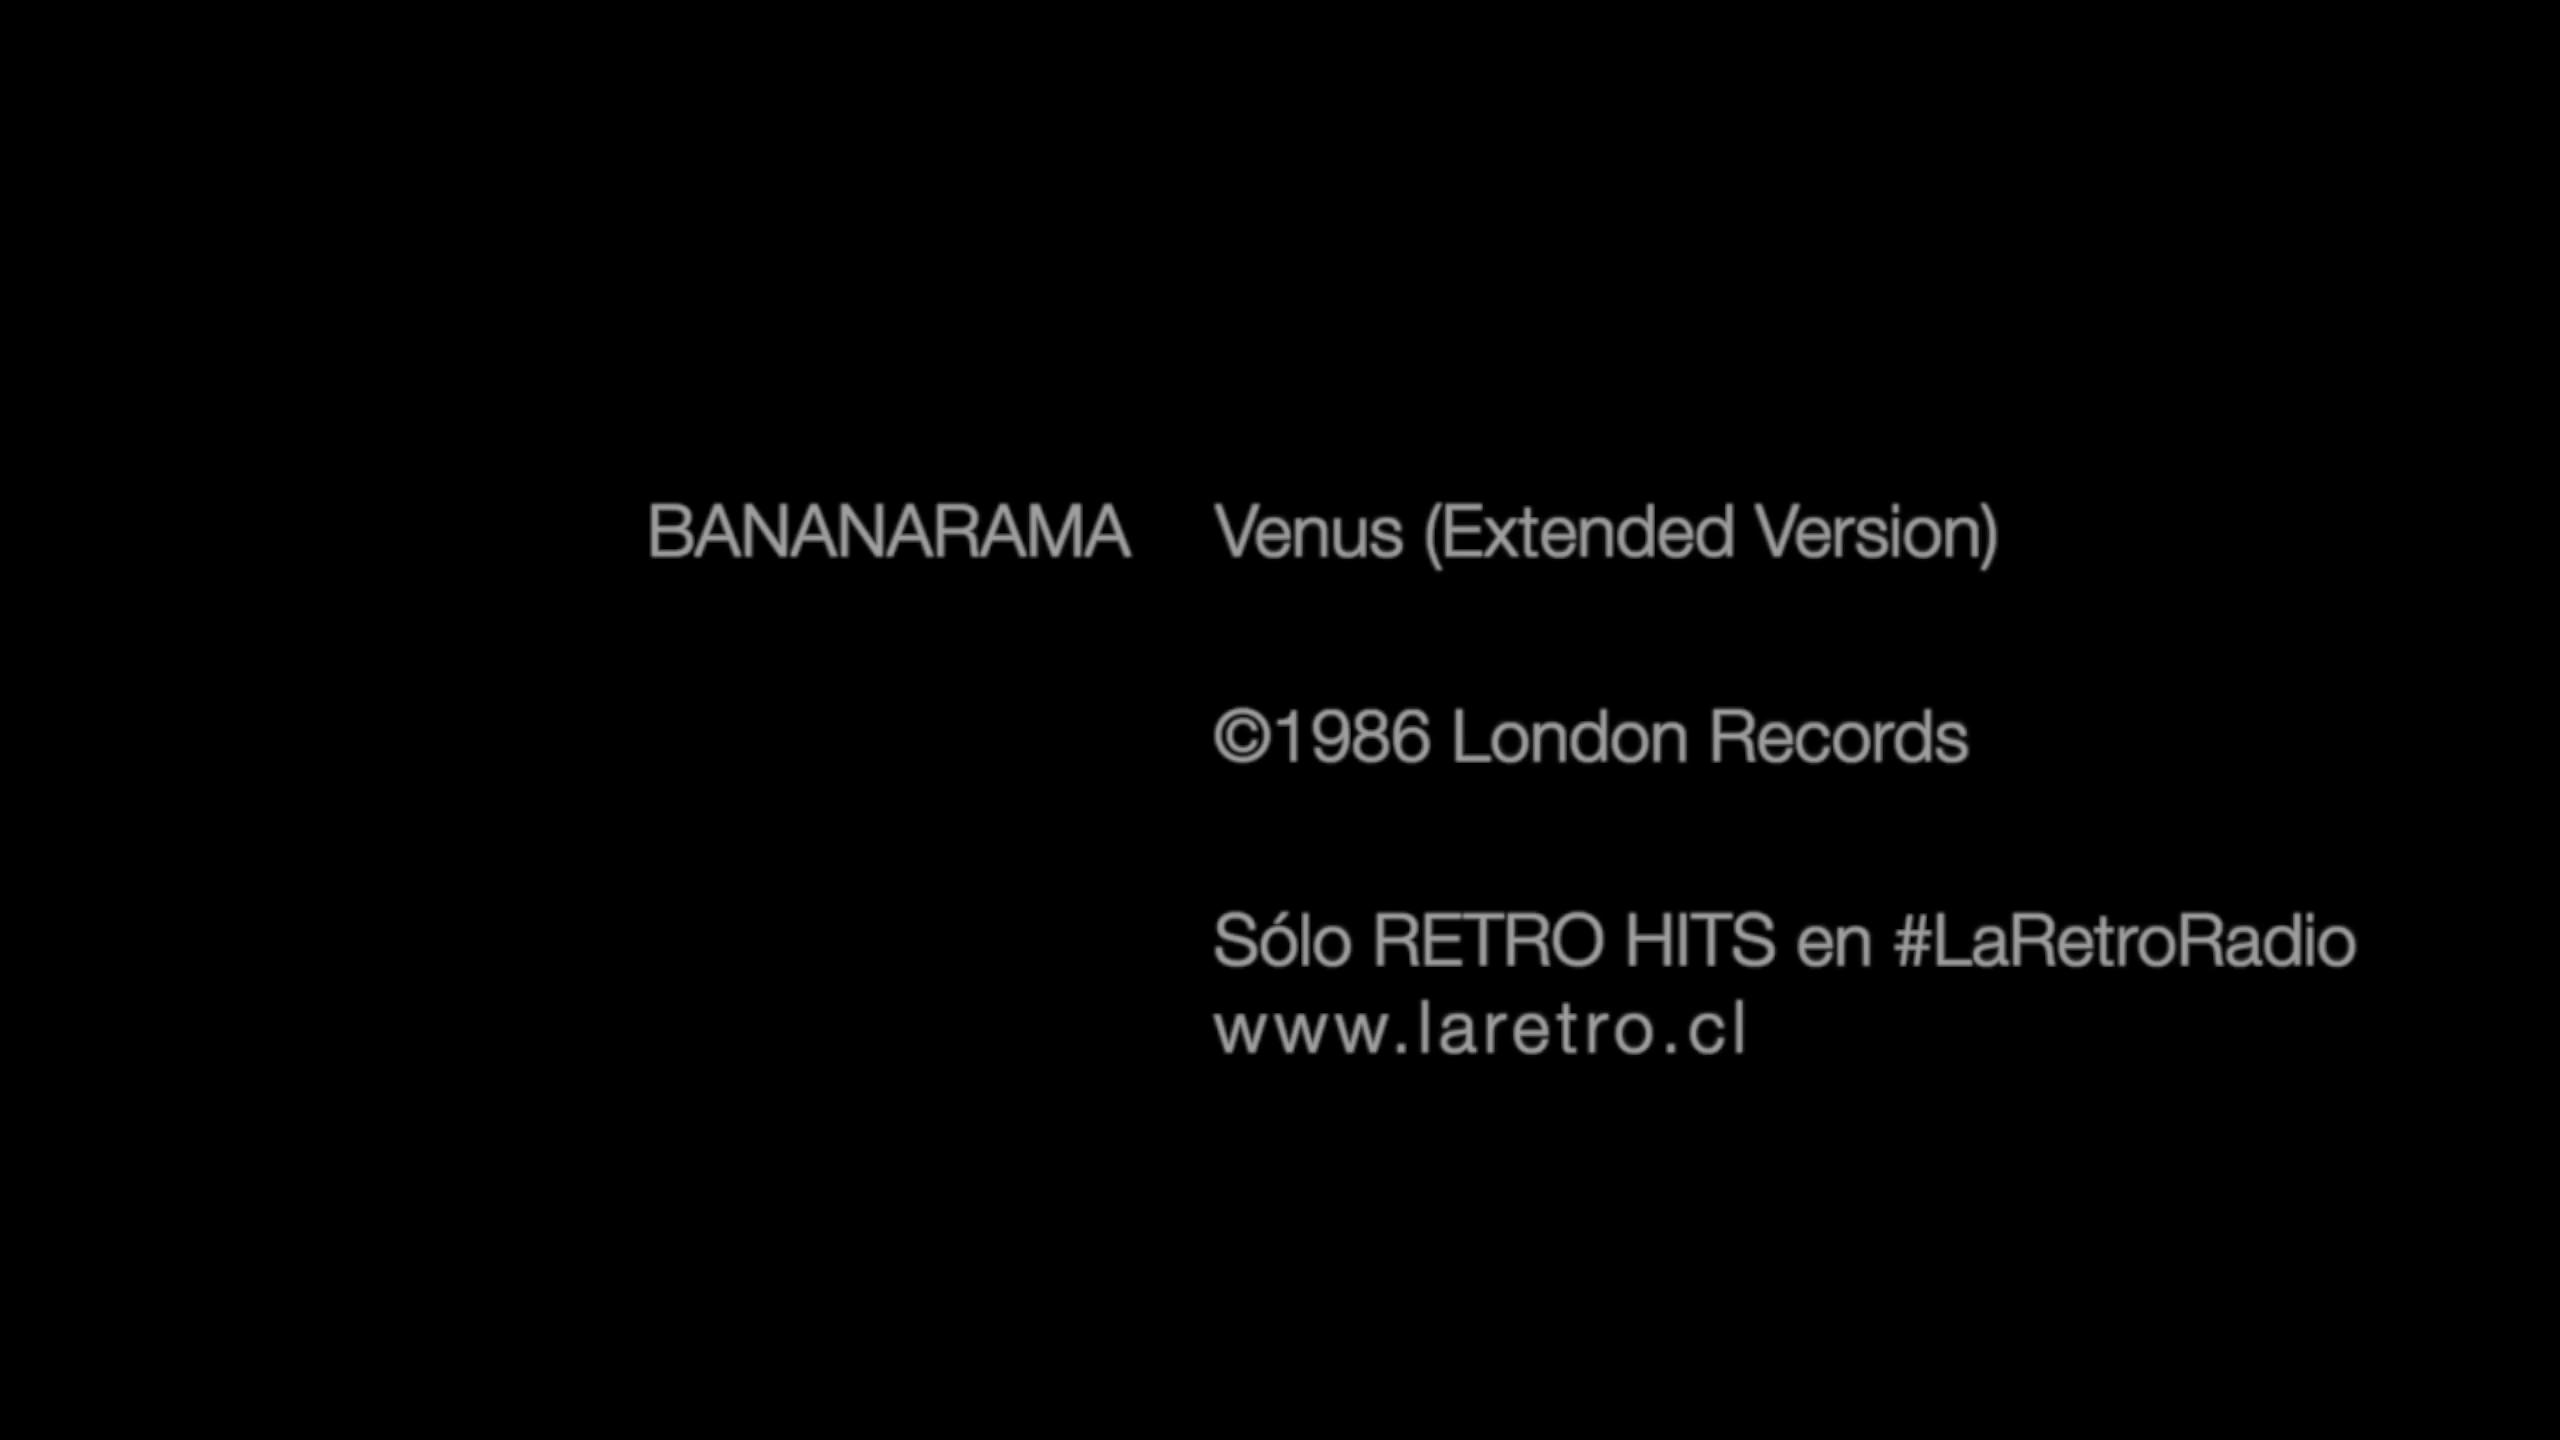 BANANARAMA Venus (Extended Version)
©1986 London Records
Sólo RETRO HITS en #LaRetroRadio
www.laretro.cl